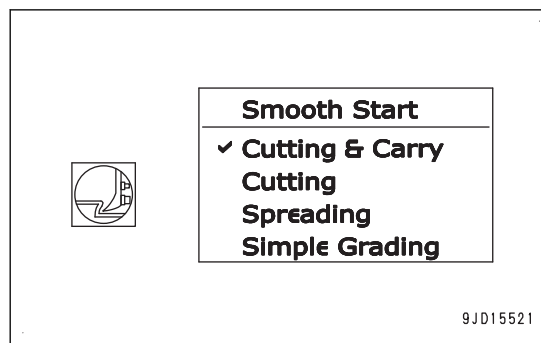 Smooth Start
✓ Cutting & Carry
Cutting
Spreading
Simple Grading
9JD15521